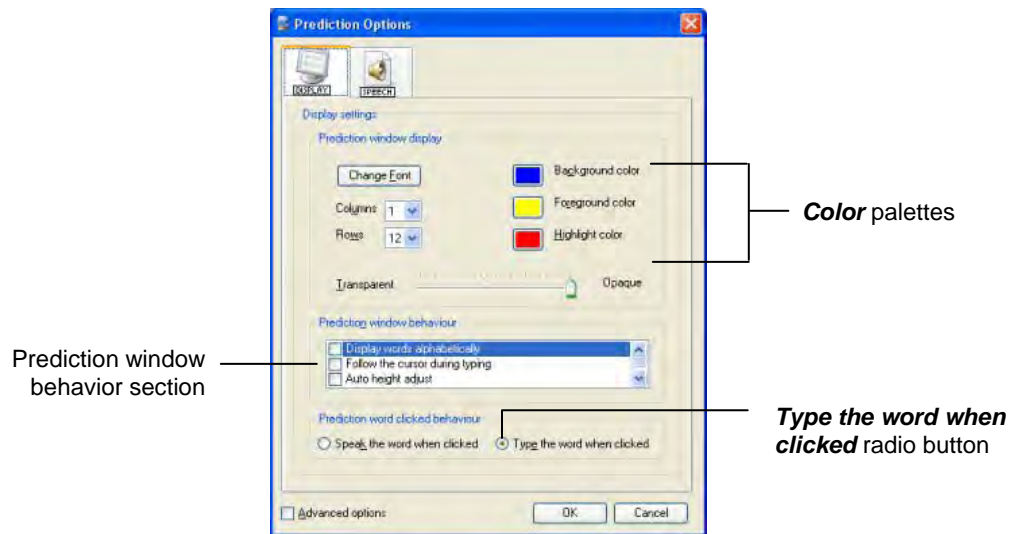 Prediction Options
DISPLAY
SPEECH
Display settings
Prediction window display
Change Font
Background color
Columns 1
Foreground color
Rows 12
Highlight color
Transparent
Opaque
Color palettes
Prediction window behaviour
Display words alphabetically
Follow the cursor during typing
Auto height adjust
Prediction window
behavior section
Prediction word clicked behaviour
Speak the word when clicked
Type the word when clicked
Type the word when
clicked radio button
Advanced options
OK
Cancel